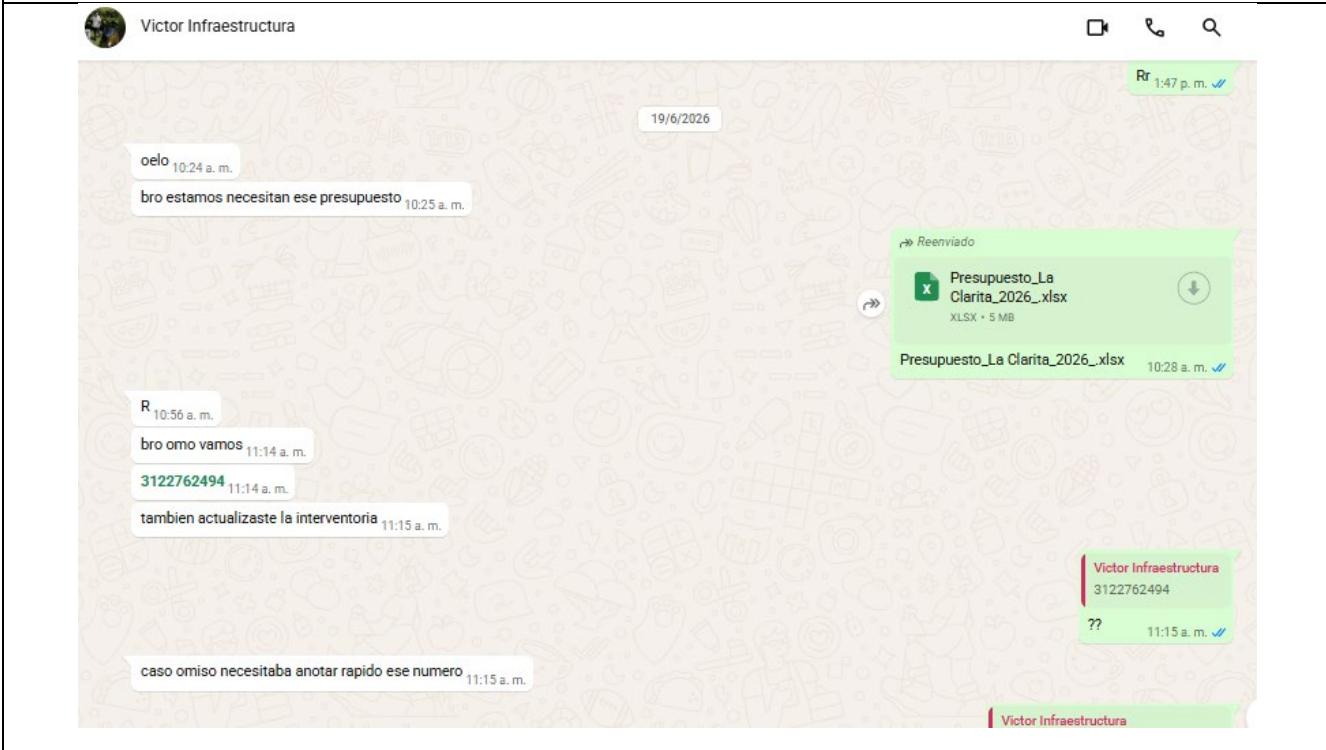 Victor Infraestructura
Rr 1:47 p. m.
19/6/2026
oelo 10:24 a. m.
bro estamos necesitan ese presupuesto 10:25 a. m.
Reenviado
Presupuesto_La
Clarita_2026_.xlsx
XLSX • 5 MB
Presupuesto_La Clarita_2026_.xlsx 10:28 a. m.
R 10:56 a. m.
bro omo vamos 11:14 a. m.
3122762494 11:14 a. m.
tambien actualizaste la interventoria 11:15 a. m.
Victor Infraestructura
3122762494
?? 11:15 a. m.
caso omiso necesitaba anotar rapido ese numero 11:15 a. m.
Victor Infraestructura